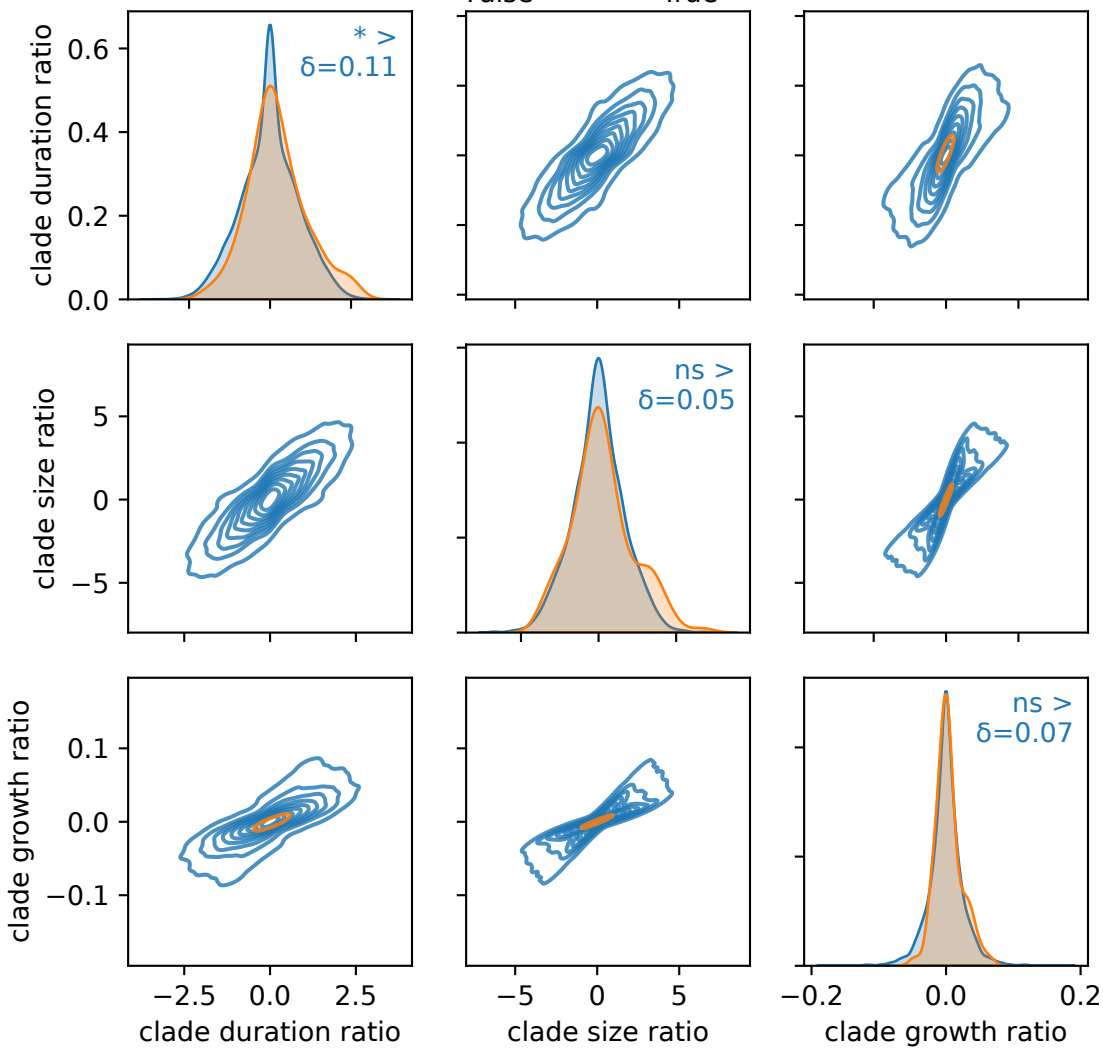 True
clade duration ratio
0.6
0.4
0.2
0.0
* >
δ=0.11
clade size ratio
5
0
−5
ns >
δ=0.05
clade growth ratio
0.1
0.0
−0.1
ns >
δ=0.07
−2.5 0.0 2.5
−5 0 5
−0.2 0.0 0.2
clade duration ratio
clade size ratio
clade growth ratio